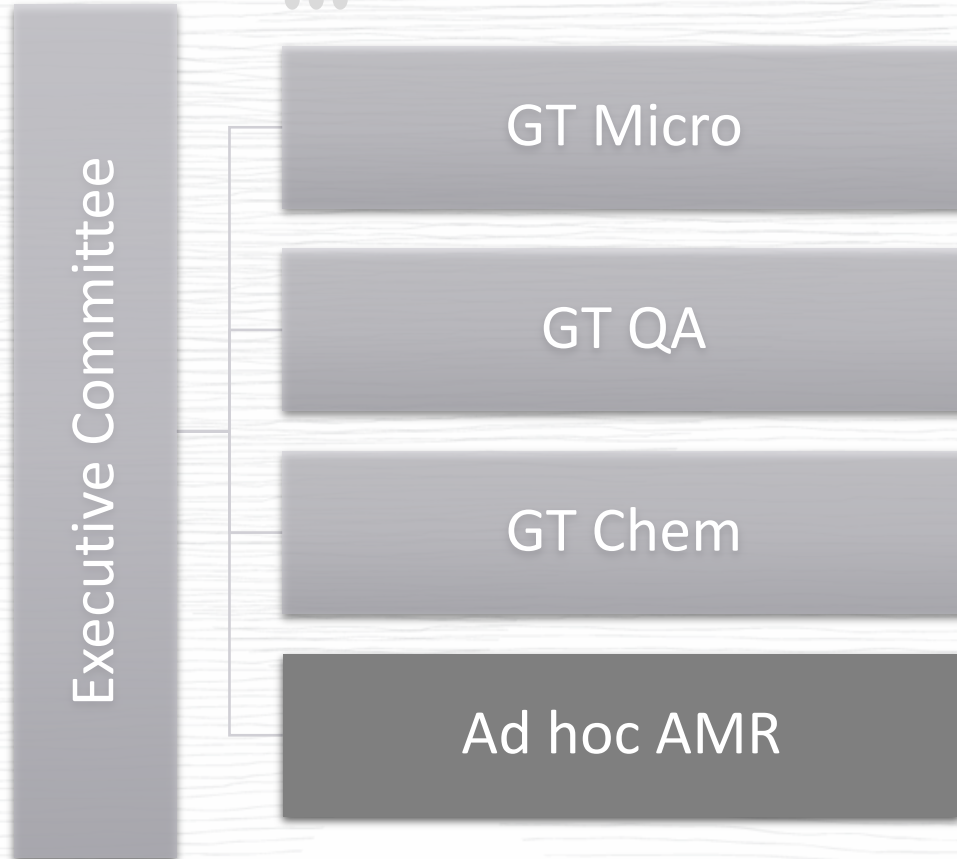 Executive Committee
GT Micro
GT QA
GT Chem
Ad hoc AMR